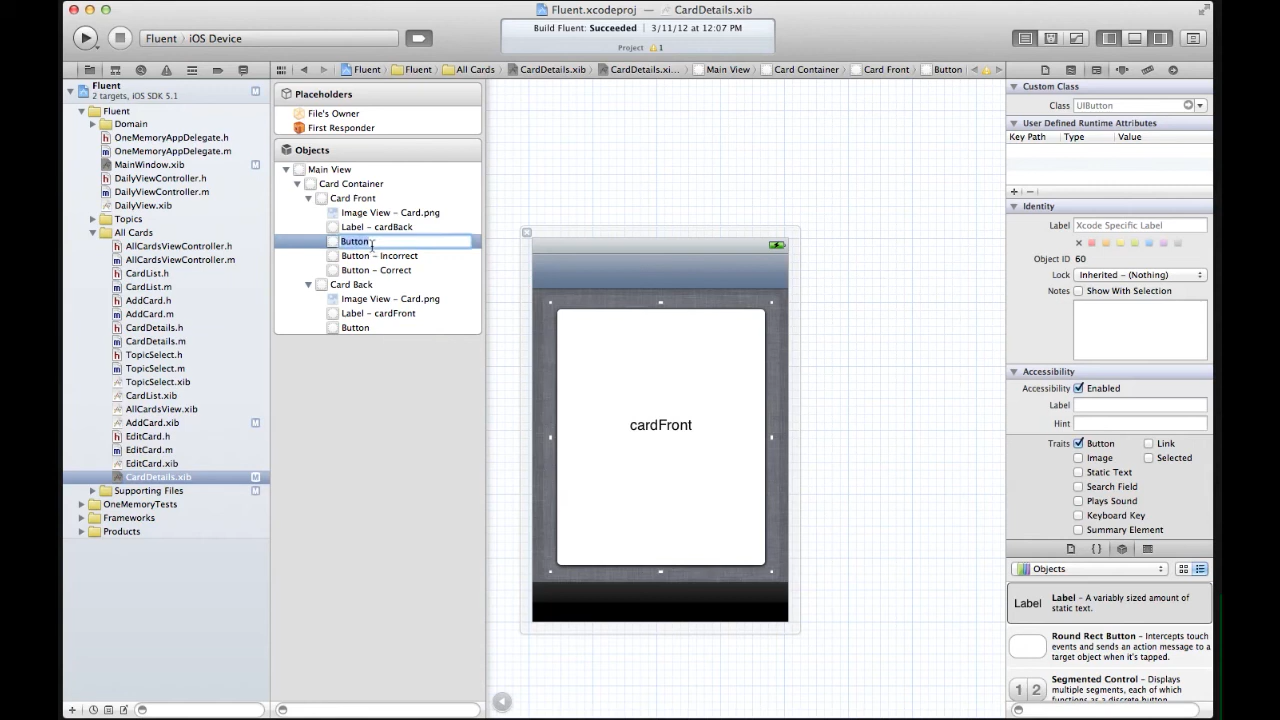 Fluent.xcodeproj — CardDetails.xib
Build Fluent: Succeeded | 3/11/12 at 12:07 PM
Project 1
Fluent › iOS Device
Fluent Fluent All Cards CardDetails.xib CardDetails.xi... Main View Card Container Card Front Button
Fluent
2 targets, iOS SDK 5.1
M
Fluent
Domain
OneMemoryAppDelegate.h
OneMemoryAppDelegate.m
MainWindow.xib M
DailyViewController.h
DailyViewController.m
DailyView.xib
Topics
All Cards
AllCardsViewController.h
AllCardsViewController.m
CardList.h
CardList.m
AddCard.h
AddCard.m
CardDetails.h
CardDetails.m
TopicSelect.h
TopicSelect.m
TopicSelect.xib
CardList.xib
AllCardsView.xib
AddCard.xib M
EditCard.h
EditCard.m
EditCard.xib
CardDetails.xib M
Supporting Files M
OneMemoryTests
Frameworks
Products
Placeholders
File's Owner
First Responder
Objects
Main View
Card Container
Card Front
Image View – Card.png
Label – cardBack
Button
Button – Incorrect
Button – Correct
Card Back
Image View – Card.png
Label – cardFront
Button
cardFront
Custom Class
Class UIButton
User Defined Runtime Attributes
Key Path Type Value
Identity
Label Xcode Specific Label
Object ID 60
Lock Inherited – (Nothing)
Notes Show With Selection
Accessibility
Accessibility Enabled
Label
Hint
Traits Button Link
Image Selected
Static Text
Search Field
Plays Sound
Keyboard Key
Summary Element
Objects
Label
Label – A variably sized amount of
static text.
Round Rect Button – Intercepts touch
events and sends an action message to a
target object when it's tapped.
1 2
Segmented Control – Displays
multiple segments, each of which
functions as a discrete button.